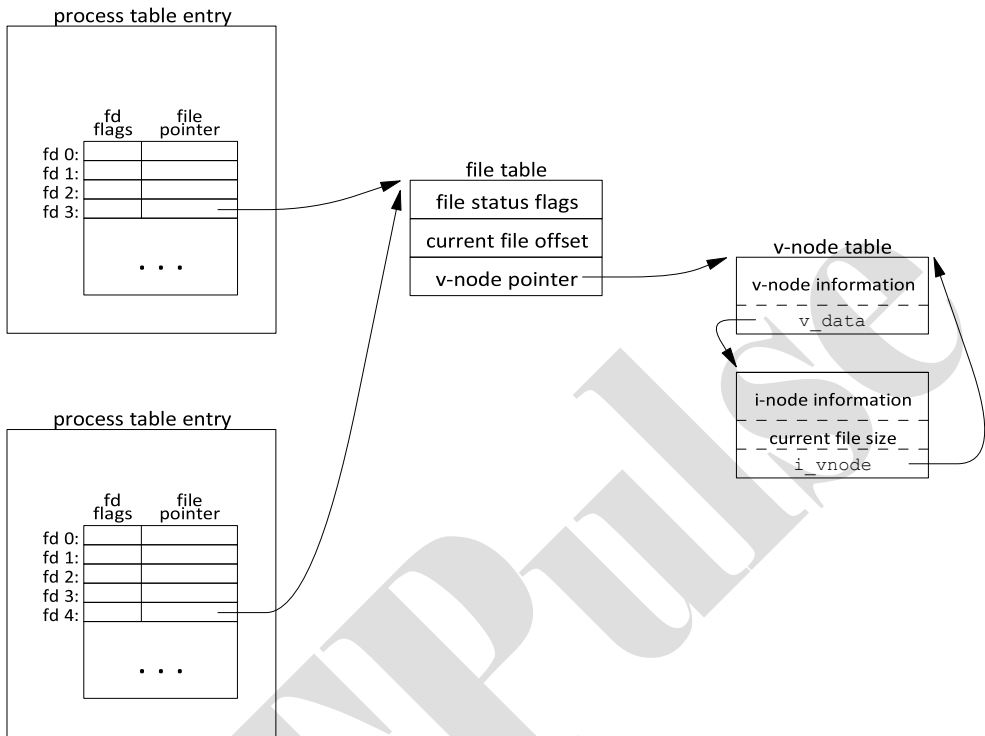 process table entry
fd file
flags pointer
fd 0:
fd 1:
fd 2:
fd 3:
. . .
file table
file status flags
current file offset
v-node pointer
v-node table
v-node information
v_data
i-node information
current file size
i_vnode
process table entry
fd file
flags pointer
fd 0:
fd 1:
fd 2:
fd 3:
fd 4:
. . .